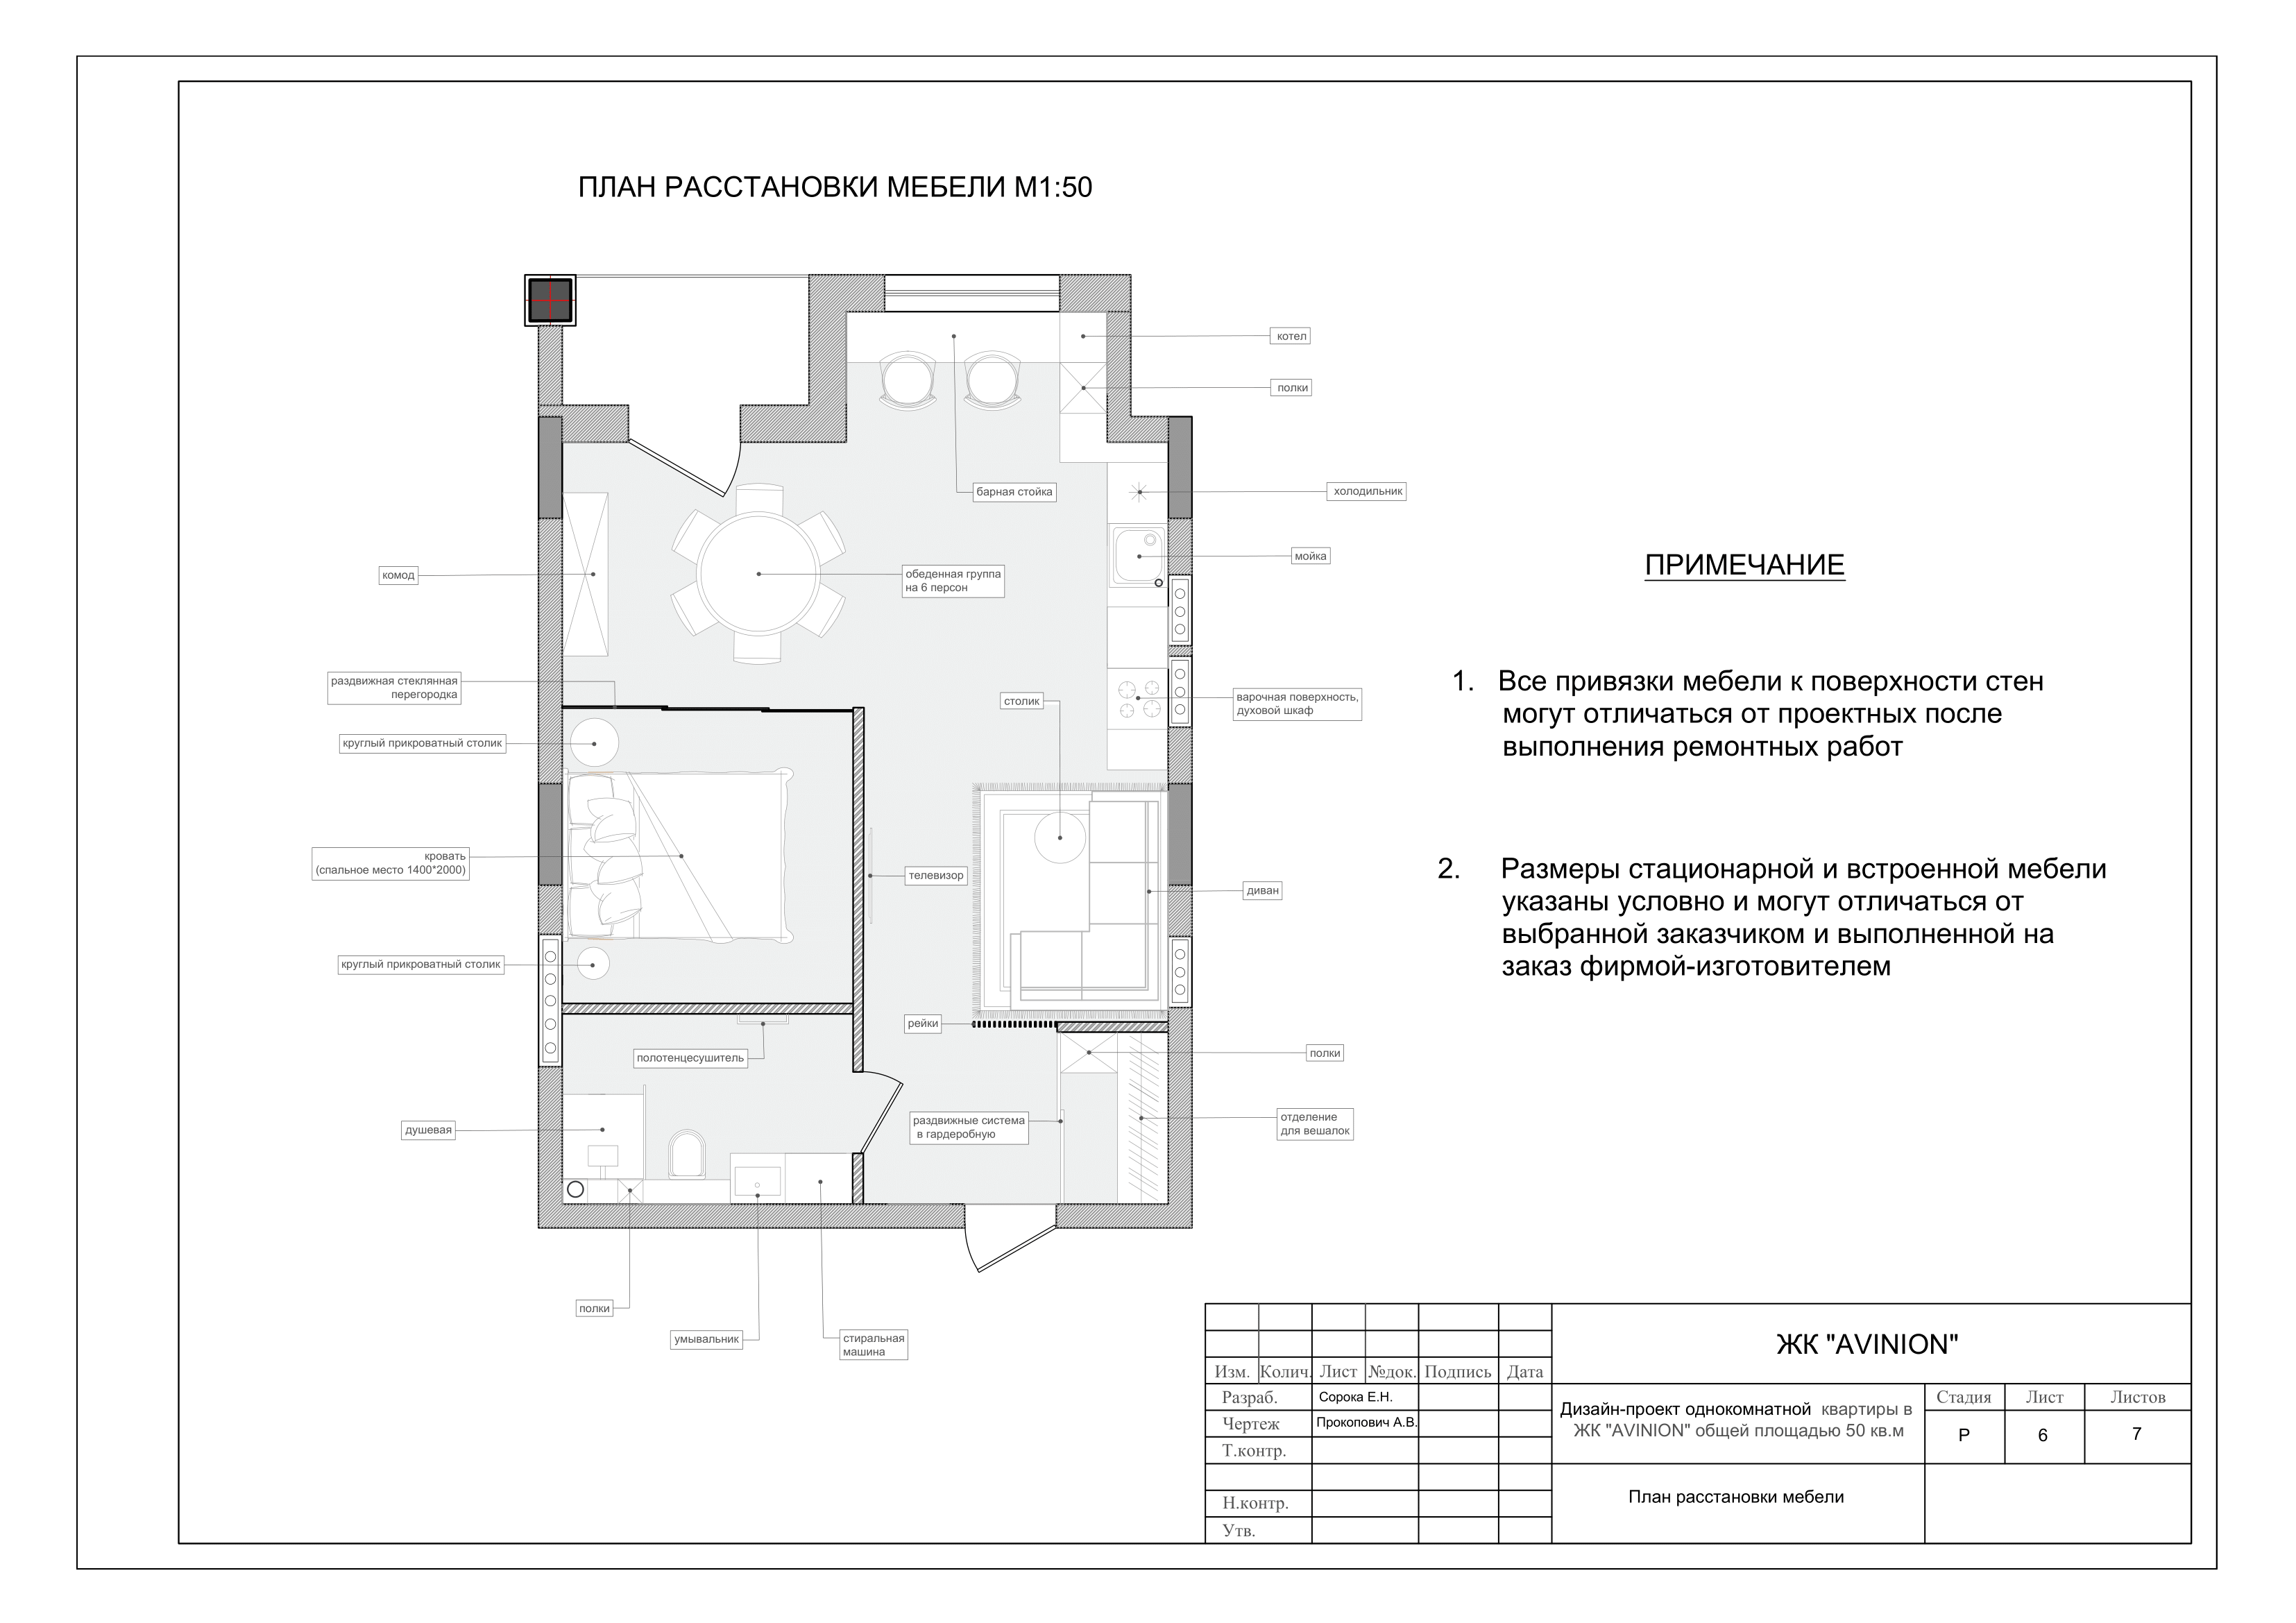 ПЛАН РАССТАНОВКИ МЕБЕЛИ М1:50
котел
полки
барная стойка
холодильник
мойка
комод
обеденная группа
на 6 персон
раздвижная стеклянная
перегородка
столик
варочная поверхность,
духовой шкаф
круглый прикроватный столик
кровать
(спальное место 1400*2000)
телевизор
диван
круглый прикроватный столик
рейки
полотенцесушитель
полки
душевая
раздвижные система
в гардеробную
отделение
для вешалок
полки
умывальник
стиральная
машина
ПРИМЕЧАНИЕ
1. Все привязки мебели к поверхности стен
могут отличаться от проектных после
выполнения ремонтных работ
2. Размеры стационарной и встроенной мебели
указаны условно и могут отличаться от
выбранной заказчиком и выполненной на
заказ фирмой-изготовителем
ЖК "AVINION"
Изм. Колич. Лист №док. Подпись Дата
Разраб. Сорока Е.Н.
Чертеж Прокопович А.В.
Т.контр.
Н.контр.
Утв.
Дизайн-проект однокомнатной квартиры в
ЖК "AVINION" общей площадью 50 кв.м
Стадия Лист Листов
Р 6 7
План расстановки мебели